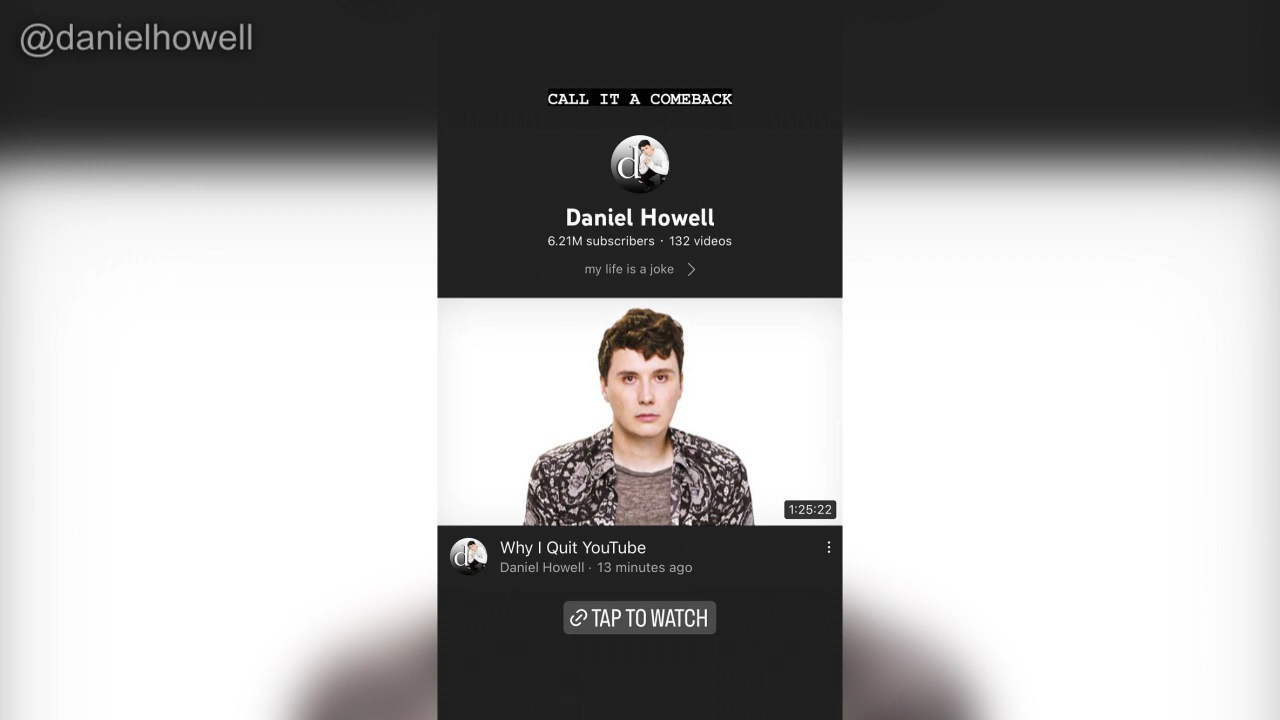 @danielhowell
CALL IT A COMEBACK
d
Daniel Howell
6.21M subscribers · 132 videos
my life is a joke
1:25:22
d
Why I Quit YouTube
Daniel Howell · 13 minutes ago
TAP TO WATCH